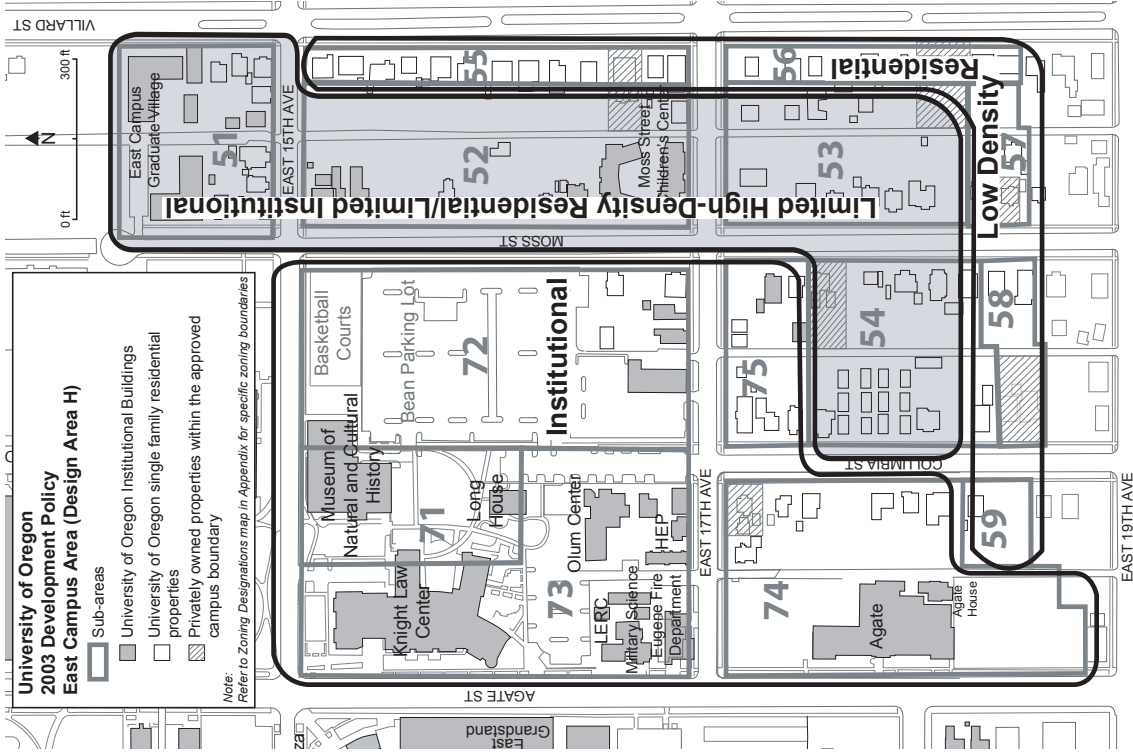 University of Oregon
2003 Development Policy
East Campus Area (Design Area H)
Sub-areas
University of Oregon Institutional Buildings
University of Oregon single family residential
properties
Privately owned properties within the approved
campus boundary
Note:
Refer to Zoning Designations map in Appendix for specific zoning boundaries
N
0 ft
300 ft
VILLARD ST
East Campus
Graduate Village
51
EAST 15TH AVE
52
55
Moss Street
Children's Center
53
56
57
Limited High-Density Residential/Limited Institutional
Low Density
Residential
MOSS ST
Basketball
Courts
Bean Parking Lot
72
Institutional
Museum of
Natural and Cultural
History
71
Long
House
Knight Law
Center
73
Olum Center
LERC
Military Science
HEP
Eugene Fire
Department
EAST 17TH AVE
75
54
58
COLUMBIA ST
74
59
Agate
Agate
House
EAST 19TH AVE
AGATE ST
East
Grandstand